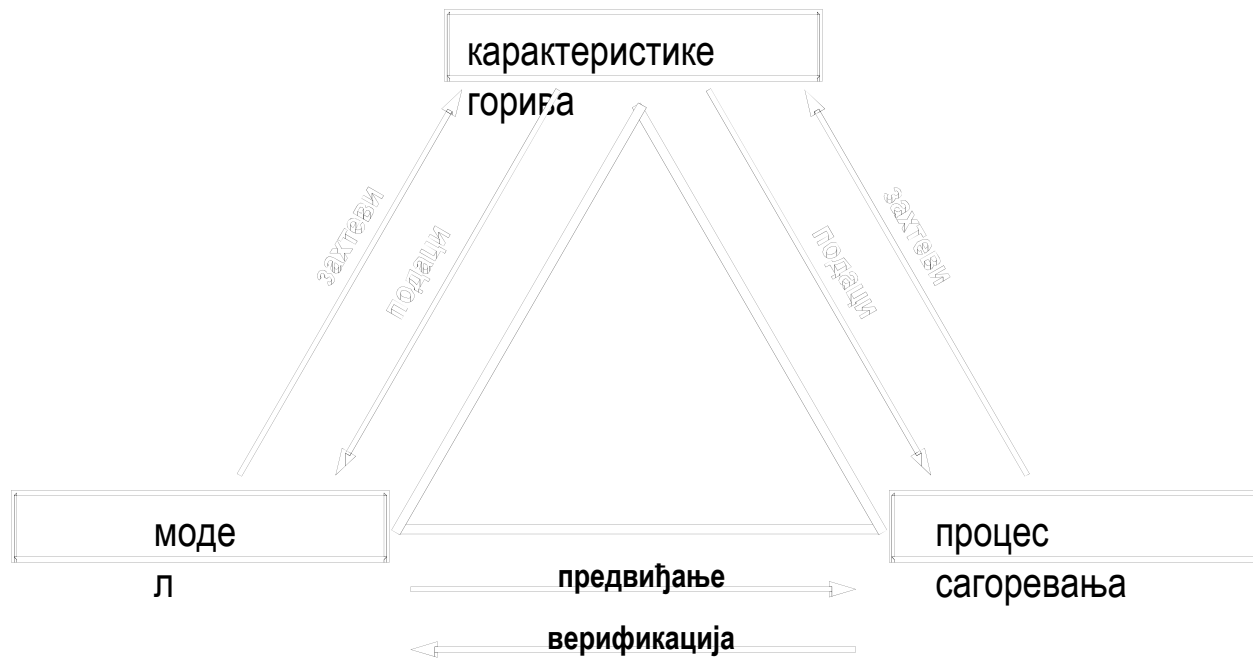 карактеристике
горива
захтеви
подаци
подаци
захтеви
моде
л
процес
сагоревања
предвиђање
верификација